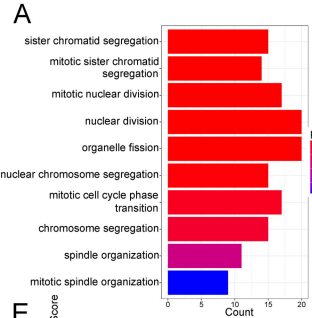 A
sister chromatid segregation
mitotic sister chromatid
segregation
mitotic nuclear division
nuclear division
organelle fission
nuclear chromosome segregation
mitotic cell cycle phase
transition
chromosome segregation
spindle organization
mitotic spindle organization
0 5 10 15 20
Count
E
Score